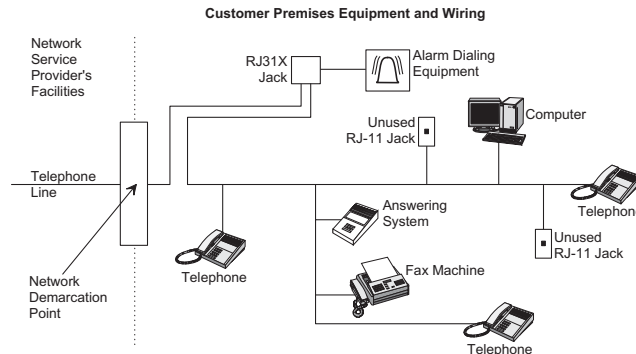 Customer Premises Equipment and Wiring
Network
Service
Provider's
Facilities
RJ31X
Jack
Alarm Dialing
Equipment
Unused
RJ-11 Jack
Computer
Telephone
Line
Answering
System
Telephone
Unused
RJ-11 Jack
Telephone
Fax Machine
Network
Demarcation
Point
Telephone